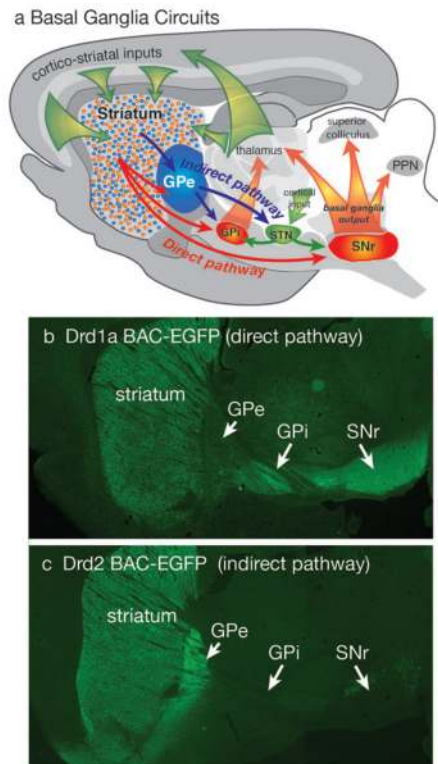 a Basal Ganglia Circuits
cortico-striatal inputs
Striatum
superior
colliculus
thalamus
PPN
GPe
Indirect pathway
cortical
input
basal ganglia
output
GPi
STN
SNr
Direct pathway
b Drd1a BAC-EGFP (direct pathway)
striatum
GPe
GPi
SNr
c Drd2 BAC-EGFP (indirect pathway)
striatum
GPe
GPi
SNr